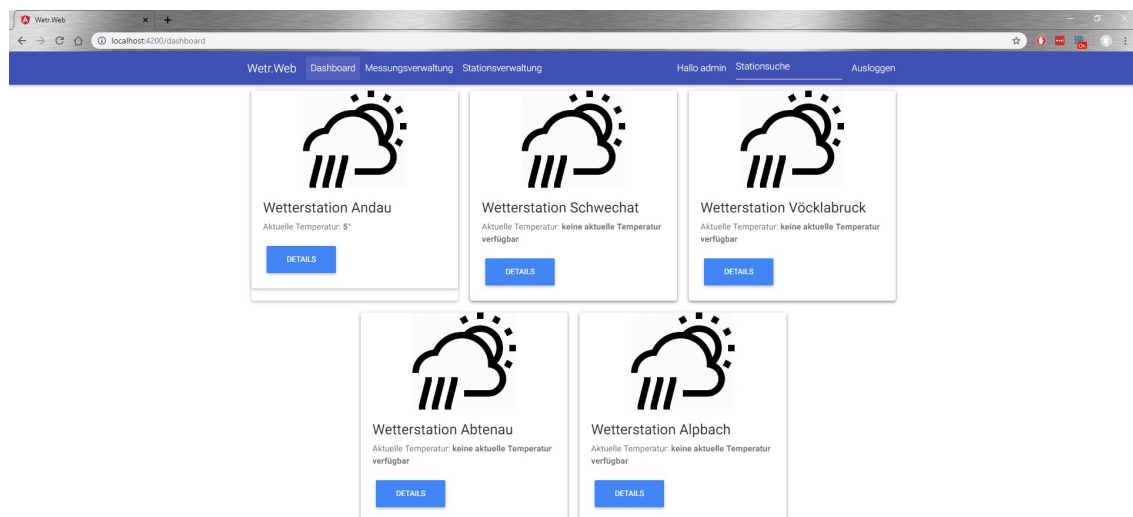 Wetr.Web
localhost:4200/dashboard
On
Wetr.Web Dashboard Messungsverwaltung Stationsverwaltung Hallo admin Stationsuche Ausloggen
Wetterstation Andau
Aktuelle Temperatur: 5°
DETAILS
Wetterstation Schwechat
Aktuelle Temperatur: keine aktuelle Temperatur
verfügbar
DETAILS
Wetterstation Vöcklabruck
Aktuelle Temperatur: keine aktuelle Temperatur
verfügbar
DETAILS
Wetterstation Abtenau
Aktuelle Temperatur: keine aktuelle Temperatur
verfügbar
DETAILS
Wetterstation Alpbach
Aktuelle Temperatur: keine aktuelle Temperatur
verfügbar
DETAILS